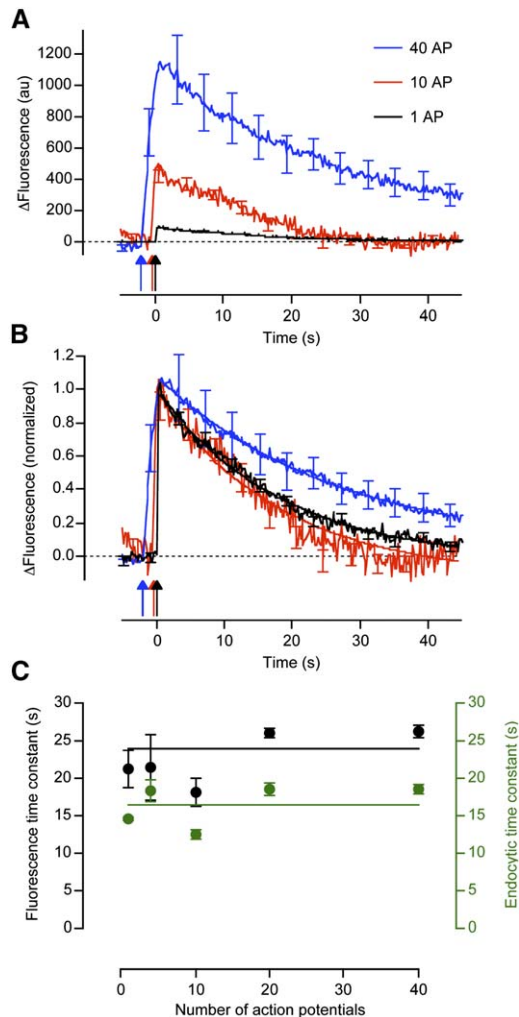 A
40 AP
10 AP
1 AP
ΔFluorescence (au)
1200
1000
800
600
400
200
0
0 10 20 30 40
Time (s)
B
ΔFluorescence (normalized)
1.2
1.0
0.8
0.6
0.4
0.2
0.0
0 10 20 30 40
Time (s)
C
Fluorescence time constant (s)
30 30
25 25
20 20
15 15
10 10
5 5
0 0
Endocytic time constant (s)
0 10 20 30 40
Number of action potentials